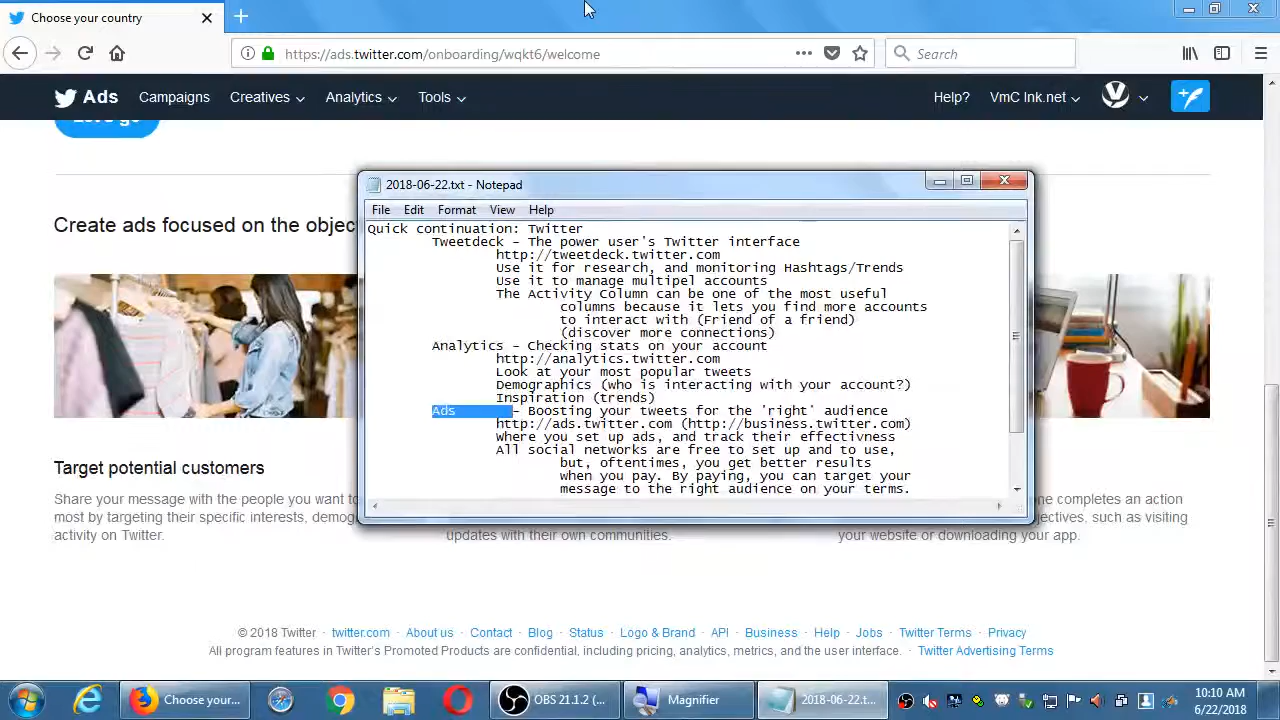 Choose your country
https://ads.twitter.com/onboarding/wqkt6/welcome
Search
Ads Campaigns Creatives Analytics Tools Help? VmC Ink.net
Create ads focused on the objec
2018-06-22.txt - Notepad
File Edit Format View Help
Quick continuation: Twitter
Tweetdeck - The power user's Twitter interface
http://tweetdeck.twitter.com
Use it for research, and monitoring Hashtags/Trends
Use it to manage multipel accounts
The Activity column can be one of the most useful
columns because it lets you find more accounts
to interact with (Friend of a friend)
(discover more connections)
Analytics - Checking stats on your account
http://analytics.twitter.com
Look at your most popular tweets
Demographics (who is interacting with your account?)
Inspiration (trends)
Ads - Boosting your tweets for the 'right' audience
http://ads.twitter.com (http://business.twitter.com)
Where you set up ads, and track their effectivness
All social networks are free to set up and to use,
but, oftentimes, you get better results
when you pay. By paying, you can target your
message to the right audience on your terms.
Target potential customers
Share your message with the people you want to
most by targeting their specific interests, demog
activity on Twitter.
updates with their own communities.
one completes an action
jectives, such as visiting
your website or downloading your app.
© 2018 Twitter · twitter.com · About us · Contact · Blog · Status · Logo & Brand · API · Business · Help · Jobs · Twitter Terms · Privacy
All program features in Twitter's Promoted Products are confidential, including pricing, analytics, metrics, and the user interface. · Twitter Advertising Terms
Choose your...
OBS 21.1.2 (...
Magnifier
2018-06-22.t...
10:10 AM
6/22/2018